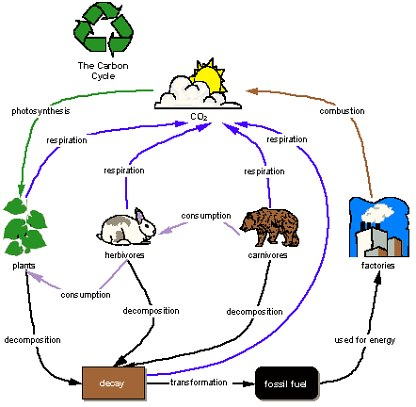 The Carbon
Cycle
CO₂
photosynthesis
combustion
respiration
respiration
respiration
respiration
consumption
plants
herbivores
carnivores
factories
consumption
decomposition
decomposition
decomposition
used for energy
decay
transformation
fossil fuel